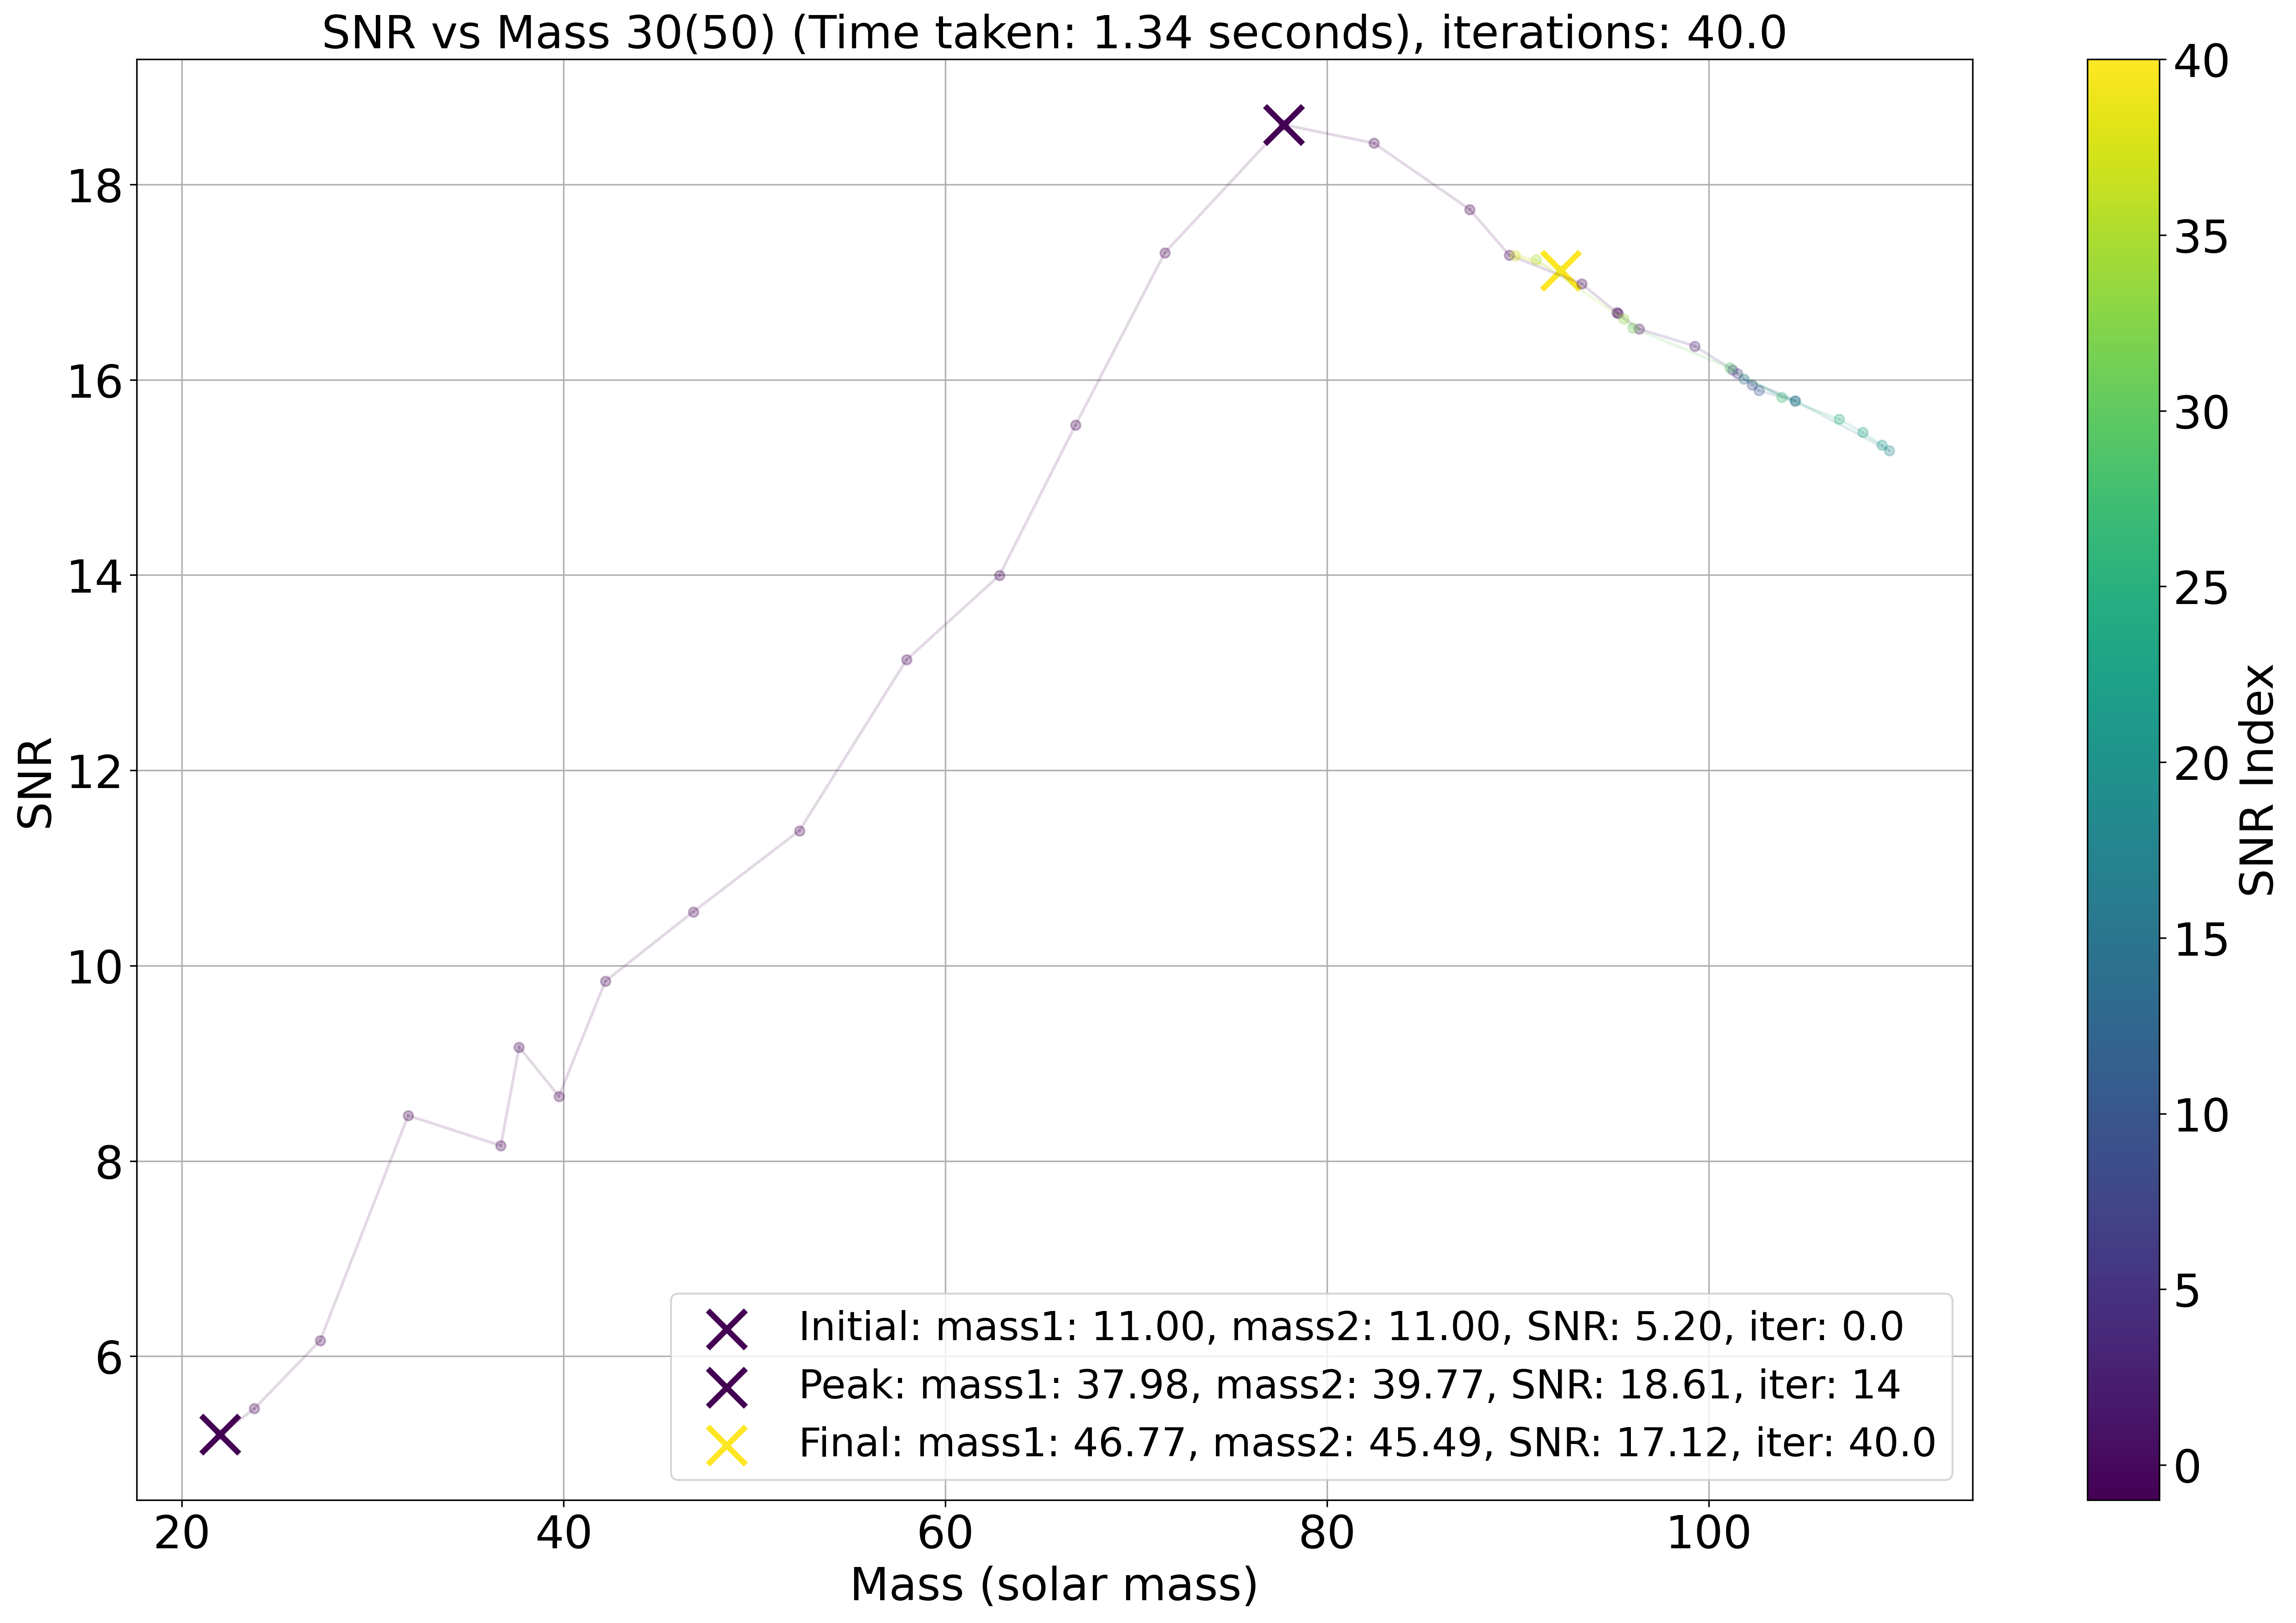 SNR vs Mass 30(50) (Time taken: 1.34 seconds), iterations: 40.0
SNR
18
16
14
12
10
8
6
20 40 60 80 100
Mass (solar mass)
Initial: mass1: 11.00, mass2: 11.00, SNR: 5.20, iter: 0.0
Peak: mass1: 37.98, mass2: 39.77, SNR: 18.61, iter: 14
Final: mass1: 46.77, mass2: 45.49, SNR: 17.12, iter: 40.0
40
35
30
25
20
15
10
5
0
SNR Index